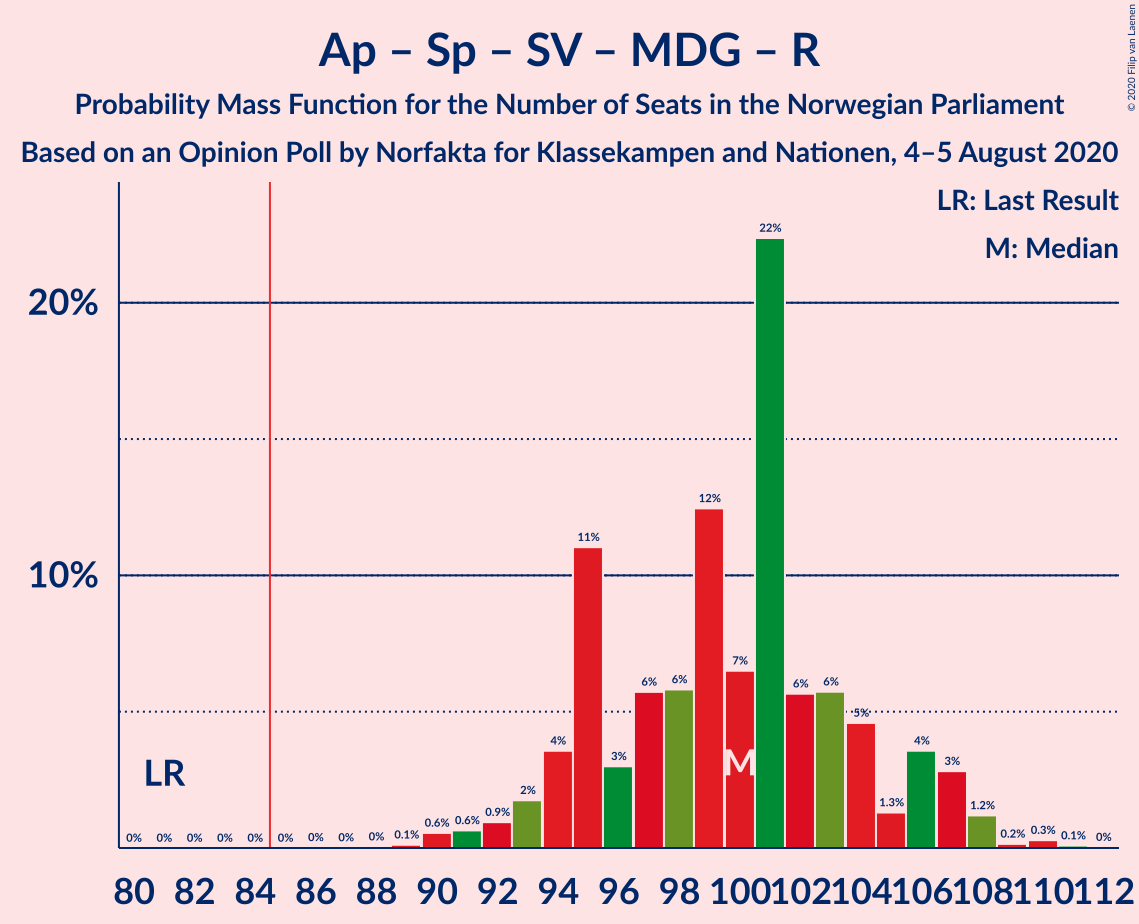 Ap – Sp – SV – MDG – R
Probability Mass Function for the Number of Seats in the Norwegian Parliament
Based on an Opinion Poll by Norfakta for Klassekampen and Nationen, 4–5 August 2020
© 2020 Filip van Laenen
LR: Last Result
M: Median
20%
10%
LR
M
0% 0% 0% 0% 0% 0% 0% 0% 0% 0.1% 0.6% 0.6% 0.9% 2% 4% 11% 3% 6% 6% 12% 7% 22% 6% 6% 5% 1.3% 4% 3% 1.2% 0.2% 0.3% 0.1% 0%
80 82 84 86 88 90 92 94 96 98 100 102 104 106 108 110 112